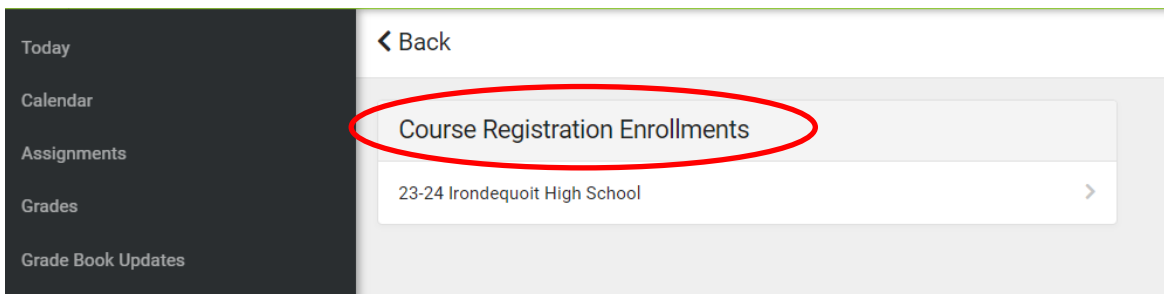 Today
Calendar
Assignments
Grades
Grade Book Updates
Back
Course Registration Enrollments
23-24 Irondequoit High School